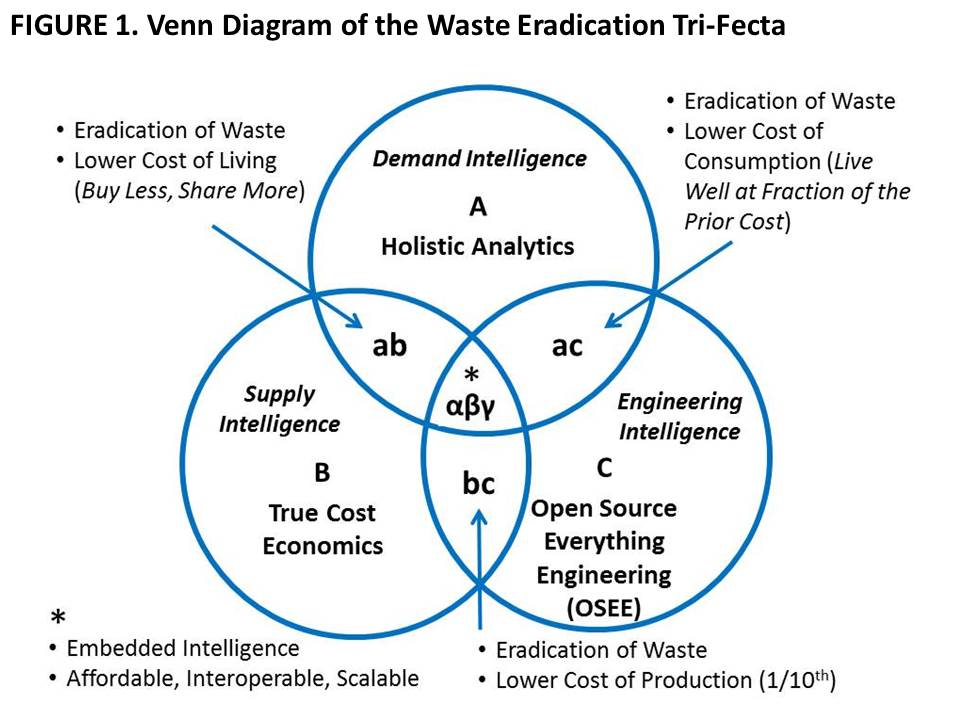 FIGURE 1. Venn Diagram of the Waste Eradication Tri-Fecta
• Eradication of Waste
• Lower Cost of Living
(Buy Less, Share More)
• Eradication of Waste
• Lower Cost of
Consumption (Live
Well at Fraction of the
Prior Cost)
Demand Intelligence
A
Holistic Analytics
ab
ac
*
αβγ
Supply
Intelligence
B
True Cost
Economics
Engineering
Intelligence
C
Open Source
Everything
Engineering
(OSEE)
bc
*
• Embedded Intelligence
• Affordable, Interoperable, Scalable
• Eradication of Waste
• Lower Cost of Production (1/10th)